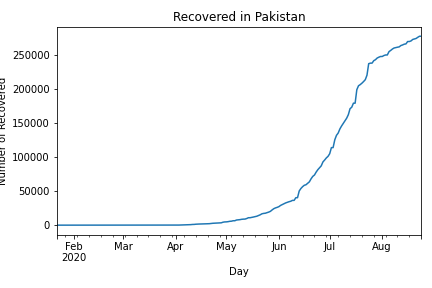 Recovered in Pakistan
Number of Recovered
250000
200000
150000
100000
50000
0
Feb Mar Apr May Jun Jul Aug
2020
Day